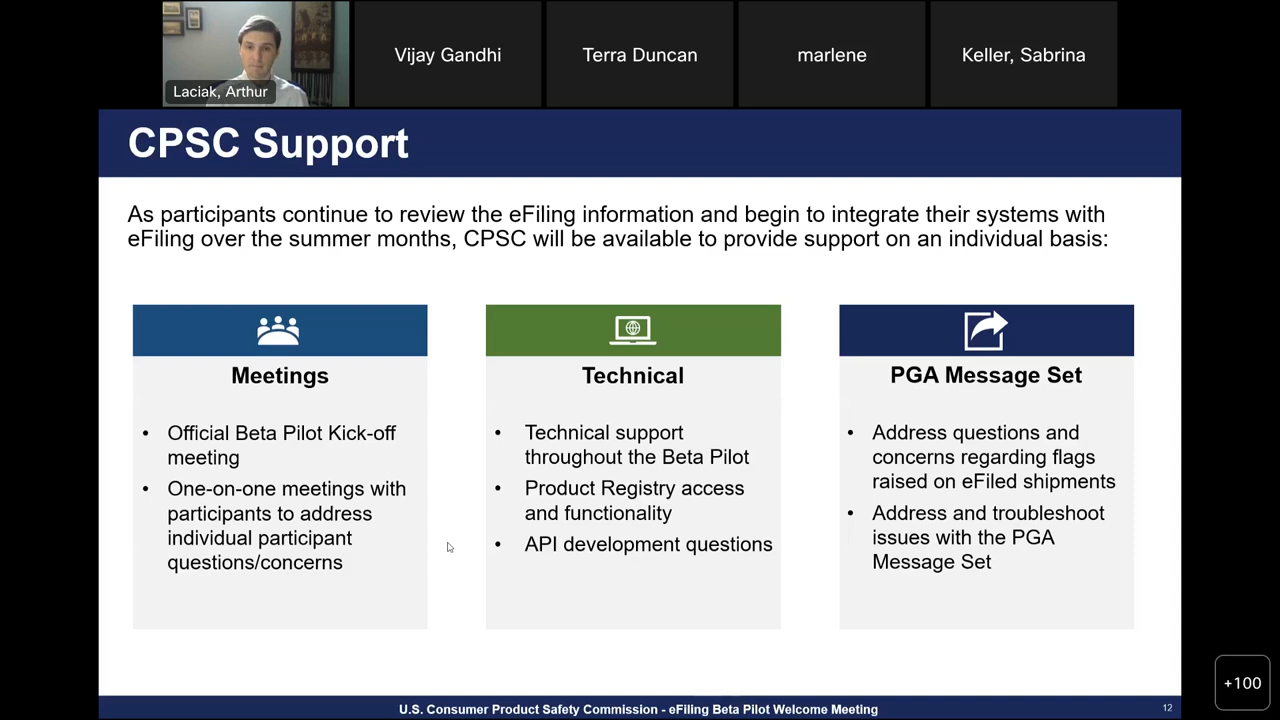 Laciak, Arthur
Vijay Gandhi
Terra Duncan
marlene
Keller, Sabrina
CPSC Support
As participants continue to review the eFiling information and begin to integrate their systems with
eFiling over the summer months, CPSC will be available to provide support on an individual basis:
Meetings
• Official Beta Pilot Kick-off
meeting
• One-on-one meetings with
participants to address
individual participant
questions/concerns
Technical
• Technical support
throughout the Beta Pilot
• Product Registry access
and functionality
• API development questions
PGA Message Set
• Address questions and
concerns regarding flags
raised on eFiled shipments
• Address and troubleshoot
issues with the PGA
Message Set
+100
U.S. Consumer Product Safety Commission - eFiling Beta Pilot Welcome Meeting
12